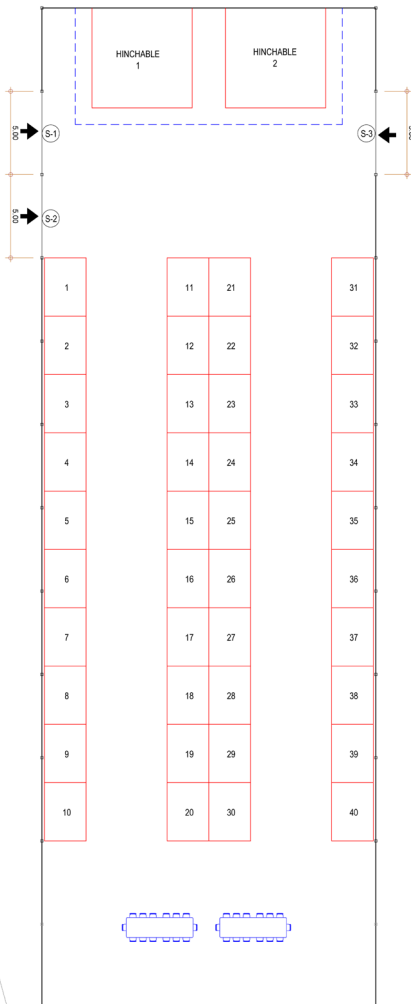 HINCHABLE
1
HINCHABLE
2
5.00
S-1
S-3
5.00
S-2
1 11 21 31
2 12 22 32
3 13 23 33
4 14 24 34
5 15 25 35
6 16 26 36
7 17 27 37
8 18 28 38
9 19 29 39
10 20 30 40